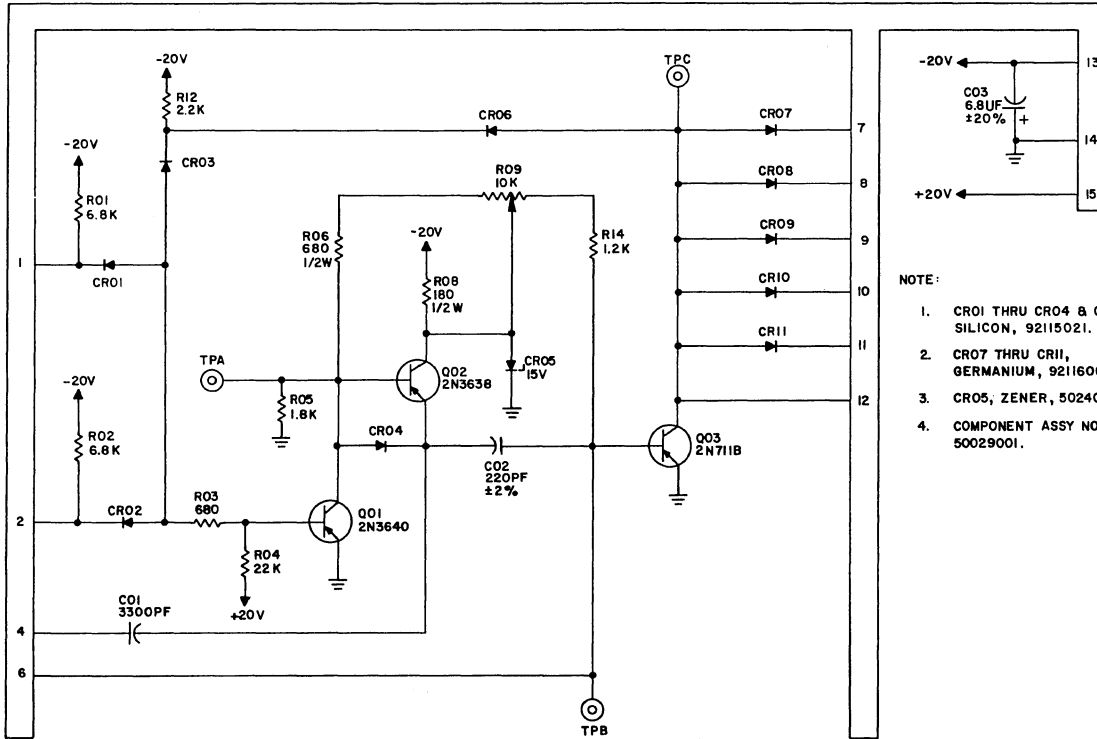 -20V
R12
2.2K
CR03
-20V
R01
6.8K
1
CR01
CR06
TPC
CR07
7
CR08
8
CR09
9
CR10
10
CR11
11
12
R09
10K
R06
680
1/2W
-20V
R08
180
1/2W
R14
1.2K
TPA
R05
1.8K
Q02
2N3638
CR05
15V
-20V
R02
6.8K
2
CR02
R03
680
R04
22K
+20V
CR04
C02
220PF
±2%
Q01
2N3640
Q03
2N711B
C01
3300PF
4
6
TPB
-20V
13
C03
6.8UF
±20%
+
14
+20V
15
NOTE:
1. CR01 THRU CR04 &
SILICON, 92115021.
2. CR07 THRU CR11,
GERMANIUM,
3. CR05, ZENER,
4. COMPONENT ASSY NO
50029001.